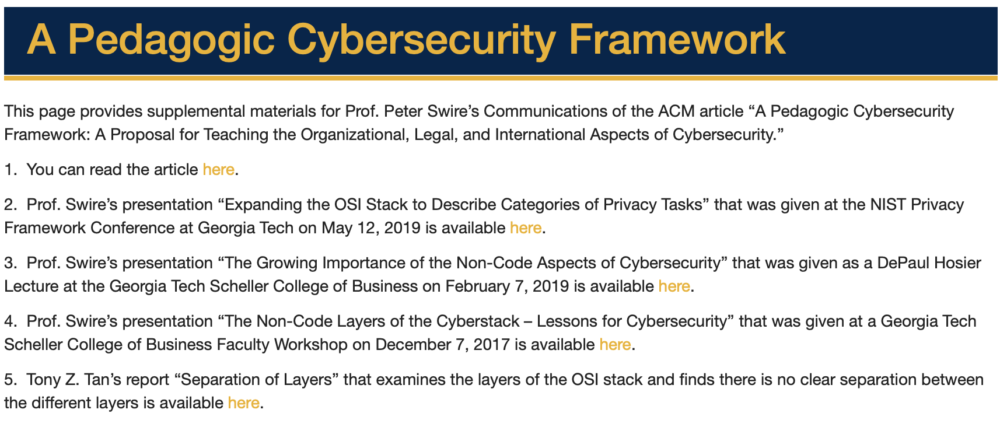 A Pedagogic Cybersecurity Framework
This page provides supplemental materials for Prof. Peter Swire’s Communications of the ACM article “A Pedagogic Cybersecurity
Framework: A Proposal for Teaching the Organizational, Legal, and International Aspects of Cybersecurity.”
1.  You can read the article here.
2.  Prof. Swire’s presentation “Expanding the OSI Stack to Describe Categories of Privacy Tasks” that was given at the NIST Privacy
Framework Conference at Georgia Tech on May 12, 2019 is available here.
3.  Prof. Swire’s presentation “The Growing Importance of the Non-Code Aspects of Cybersecurity” that was given as a DePaul Hosier
Lecture at the Georgia Tech Scheller College of Business on February 7, 2019 is available here.
4.  Prof. Swire’s presentation “The Non-Code Layers of the Cyberstack – Lessons for Cybersecurity” that was given at a Georgia Tech
Scheller College of Business Faculty Workshop on December 7, 2017 is available here.
5.  Tony Z. Tan’s report “Separation of Layers” that examines the layers of the OSI stack and finds there is no clear separation between
the different layers is available here.